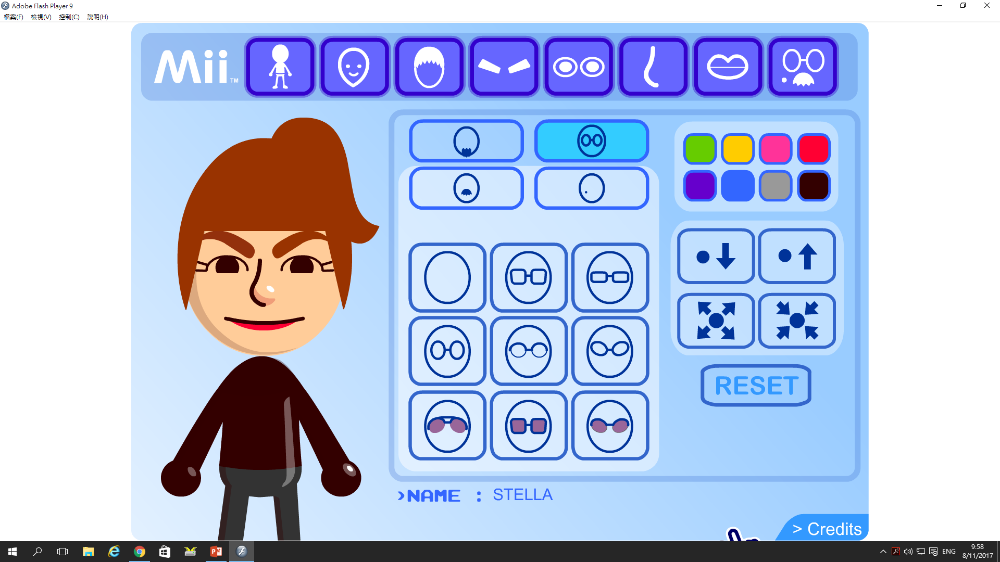 Adobe Flash Player 9
檔案(F) 檢視(V) 控制(C) 說明(H)
Mii TM
RESET
>NAME : STELLA
> Credits
ENG
9:58
8/11/2017